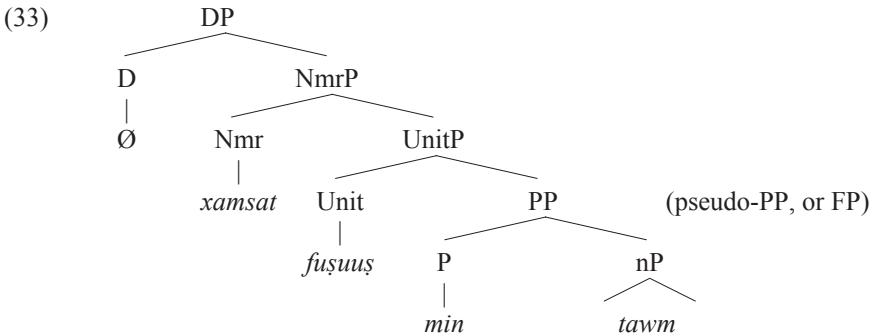 (33) DP
D NmrP
Ø Nmr UnitP
xamsat Unit PP (pseudo-PP, or FP)
fuṣuuṣ P nP
min tawm